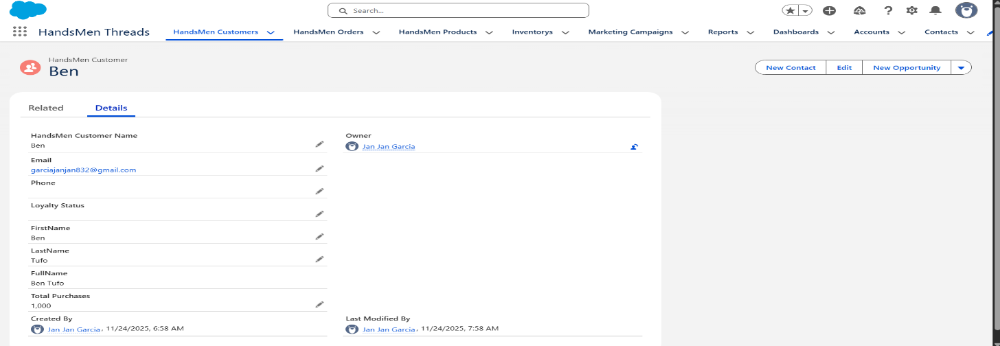 Search...
HandsMen Threads
HandsMen Customers
HandsMen Orders
HandsMen Products
Inventorys
Marketing Campaigns
Reports
Dashboards
Accounts
Contacts
HandsMen Customer
Ben
New Contact
Edit
New Opportunity
Related
Details
HandsMen Customer Name
Ben
Owner
Jan Jan Garcia
Email
garciajanjan832@gmail.com
Phone
Loyalty Status
FirstName
Ben
LastName
Tufo
FullName
Ben Tufo
Total Purchases
1,000
Created By
Jan Jan Garcia, 11/24/2025, 6:58 AM
Last Modified By
Jan Jan Garcia, 11/24/2025, 7:58 AM